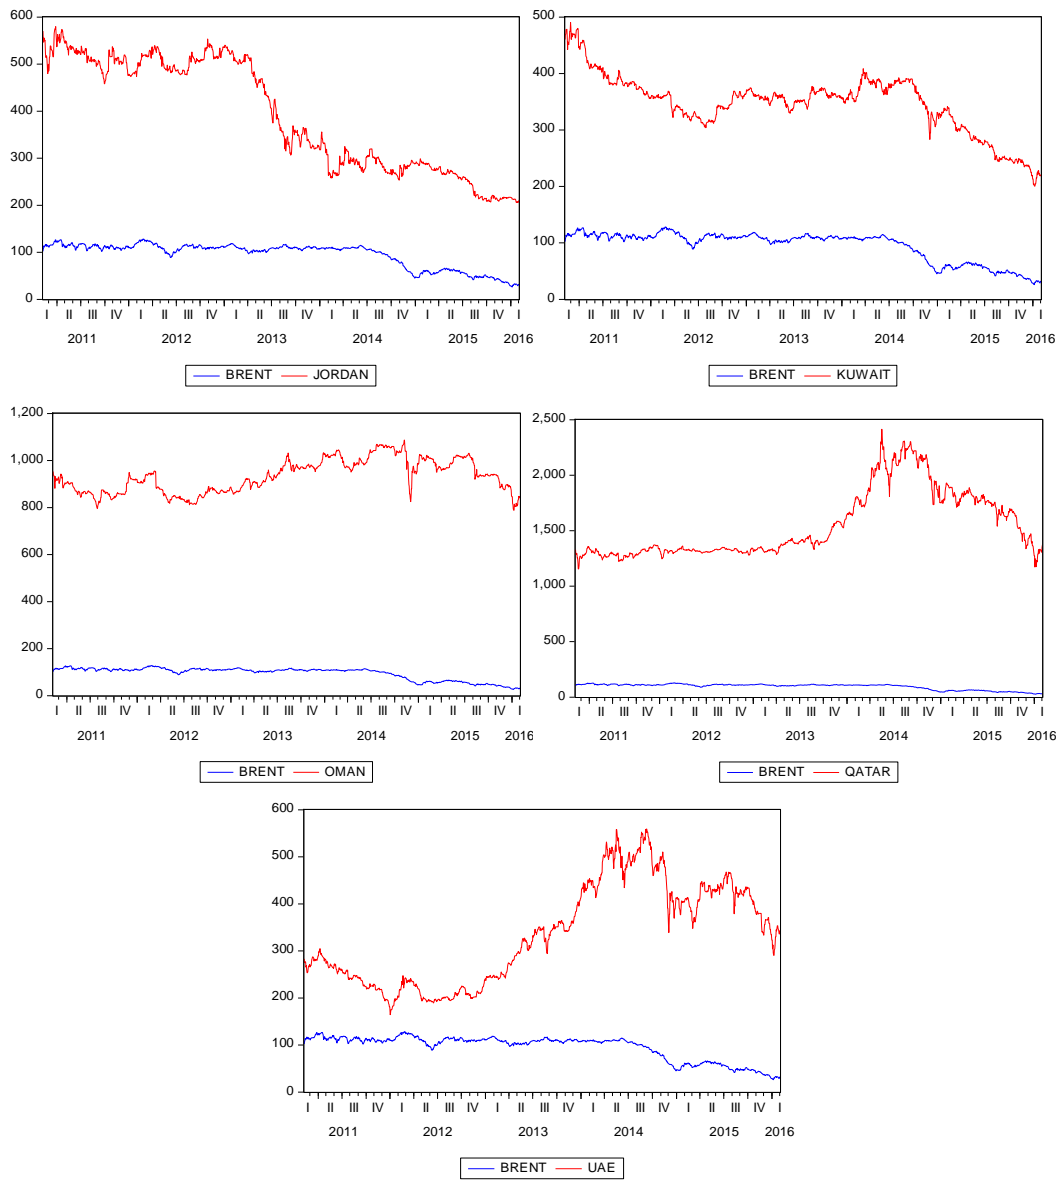 600
500
400
300
200
100
0
I II III IV I II III IV I II III IV I II III IV I II III IV I
2011 2012 2013 2014 2015 2016
BRENT JORDAN
500
400
300
200
100
0
I II III IV I II III IV I II III IV I II III IV I II III IV I
2011 2012 2013 2014 2015 2016
BRENT KUWAIT
1,200
1,000
800
600
400
200
0
I II III IV I II III IV I II III IV I II III IV I II III IV I
2011 2012 2013 2014 2015 2016
BRENT OMAN
2,500
2,000
1,500
1,000
500
0
I II III IV I II III IV I II III IV I II III IV I II III IV I
2011 2012 2013 2014 2015 2016
BRENT QATAR
600
500
400
300
200
100
0
I II III IV I II III IV I II III IV I II III IV I II III IV I
2011 2012 2013 2014 2015 2016
BRENT UAE